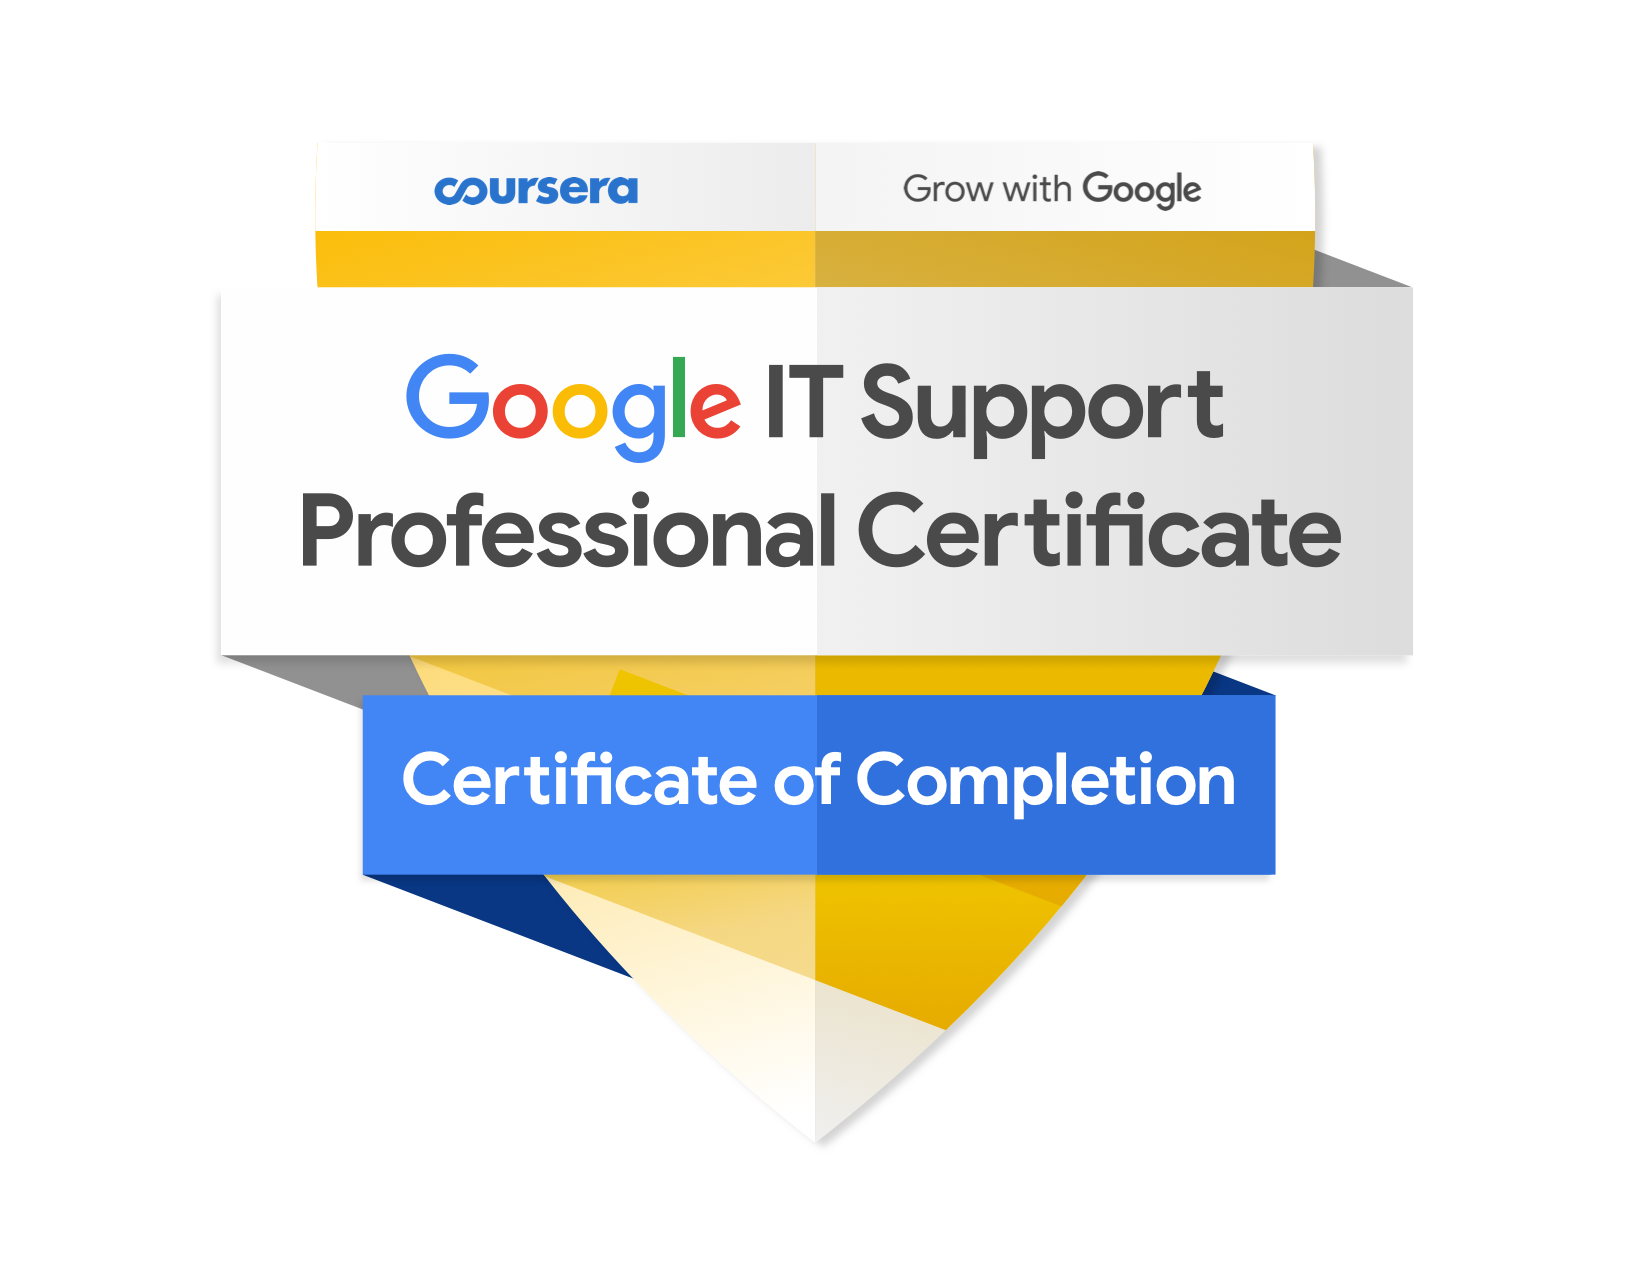 coursera
Grow with Google
Google IT Support
Professional Certificate
Certificate of Completion